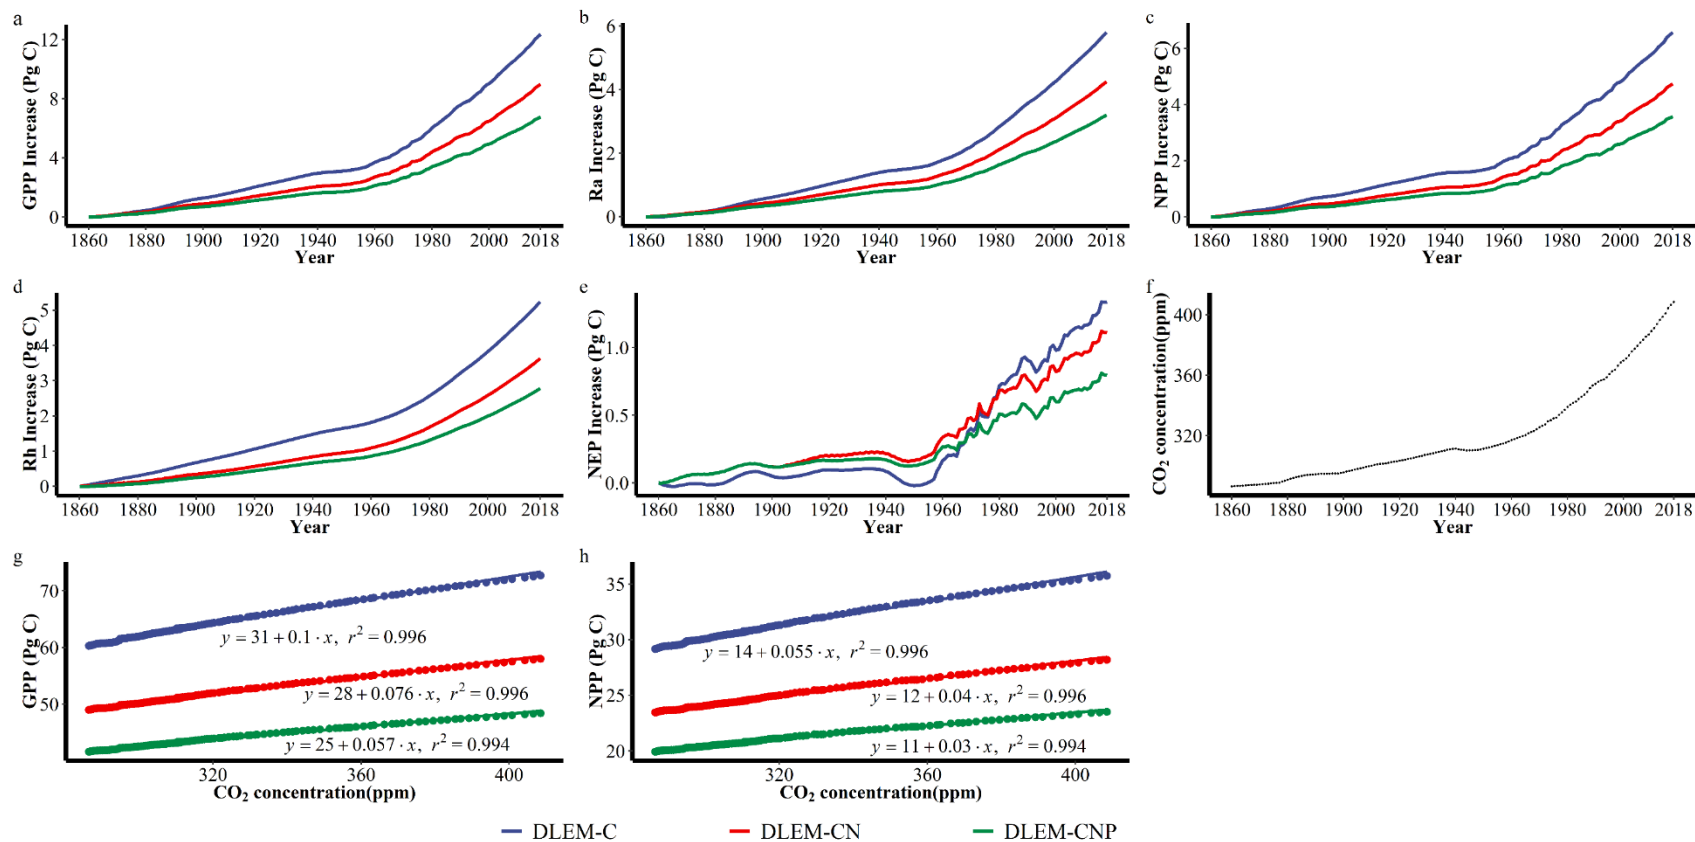 a
GPP Increase (Pg C)
12
8
4
0
1860 1880 1900 1920 1940 1960 1980 2000 2018
Year
b
Ra Increase (Pg C)
6
4
2
0
1860 1880 1900 1920 1940 1960 1980 2000 2018
Year
c
NPP Increase (Pg C)
6
4
2
0
1860 1880 1900 1920 1940 1960 1980 2000 2018
Year
d
Rh Increase (Pg C)
5
4
3
2
1
0
1860 1880 1900 1920 1940 1960 1980 2000 2018
Year
e
NEP Increase (Pg C)
1.0
0.5
0.0
1860 1880 1900 1920 1940 1960 1980 2000 2018
Year
f
CO₂ concentration(ppm)
400
360
320
1860 1880 1900 1920 1940 1960 1980 2000 2018
Year
g
GPP (Pg C)
70
60
50
y = 31 + 0.1 · x, r² = 0.996
y = 28 + 0.076 · x, r² = 0.996
y = 25 + 0.057 · x, r² = 0.994
320 360 400
CO₂ concentration(ppm)
h
NPP (Pg C)
35
30
25
20
y = 14 + 0.055 · x, r² = 0.996
y = 12 + 0.04 · x, r² = 0.996
y = 11 + 0.03 · x, r² = 0.994
320 360 400
CO₂ concentration(ppm)
DLEM-C DLEM-CN DLEM-CNP